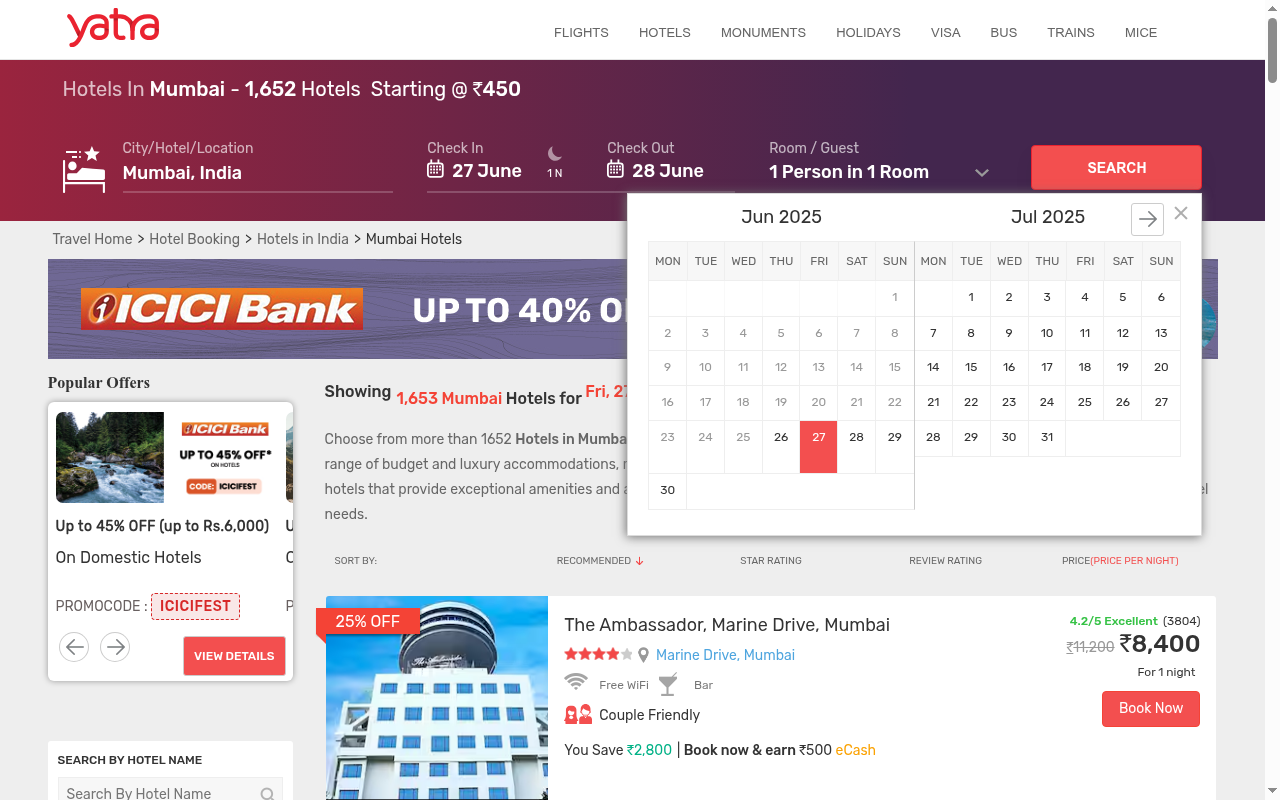 yatra
FLIGHTS HOTELS MONUMENTS HOLIDAYS VISA BUS TRAINS MICE
Hotels In Mumbai - 1,652 Hotels Starting @ ₹450
City/Hotel/Location
Mumbai, India
Check In
27 June
1 N
Check Out
28 June
Room / Guest
1 Person in 1 Room
SEARCH
Travel Home > Hotel Booking > Hotels in India > Mumbai Hotels
Jun 2025
MON TUE WED THU FRI SAT SUN
1
2 3 4 5 6 7 8
9 10 11 12 13 14 15
16 17 18 19 20 21 22
23 24 25 26 27 28 29
30
Jul 2025
MON TUE WED THU FRI SAT SUN
1 2 3 4 5 6
7 8 9 10 11 12 13
14 15 16 17 18 19 20
21 22 23 24 25 26 27
28 29 30 31
ICICI Bank
UP TO 40% O
Popular Offers
ICICI Bank
UP TO 45% OFF*
ON HOTELS
CODE: ICICIFEST
Up to 45% OFF (up to Rs.6,000)
On Domestic Hotels
PROMOCODE : ICICIFEST
VIEW DETAILS
SEARCH BY HOTEL NAME
Search By Hotel Name
Showing 1,653 Mumbai Hotels for Fri, 27
Choose from more than 1652 Hotels in Mumba
range of budget and luxury accommodations,
hotels that provide exceptional amenities and a el
needs.
SORT BY: RECOMMENDED STAR RATING REVIEW RATING PRICE(PRICE PER NIGHT)
25% OFF
The Ambassador
The Ambassador, Marine Drive, Mumbai
Marine Drive, Mumbai
Free WiFi Bar
Couple Friendly
You Save ₹2,800 | Book now & earn ₹500 eCash
4.2/5 Excellent (3804)
₹11,200 ₹8,400
For 1 night
Book Now